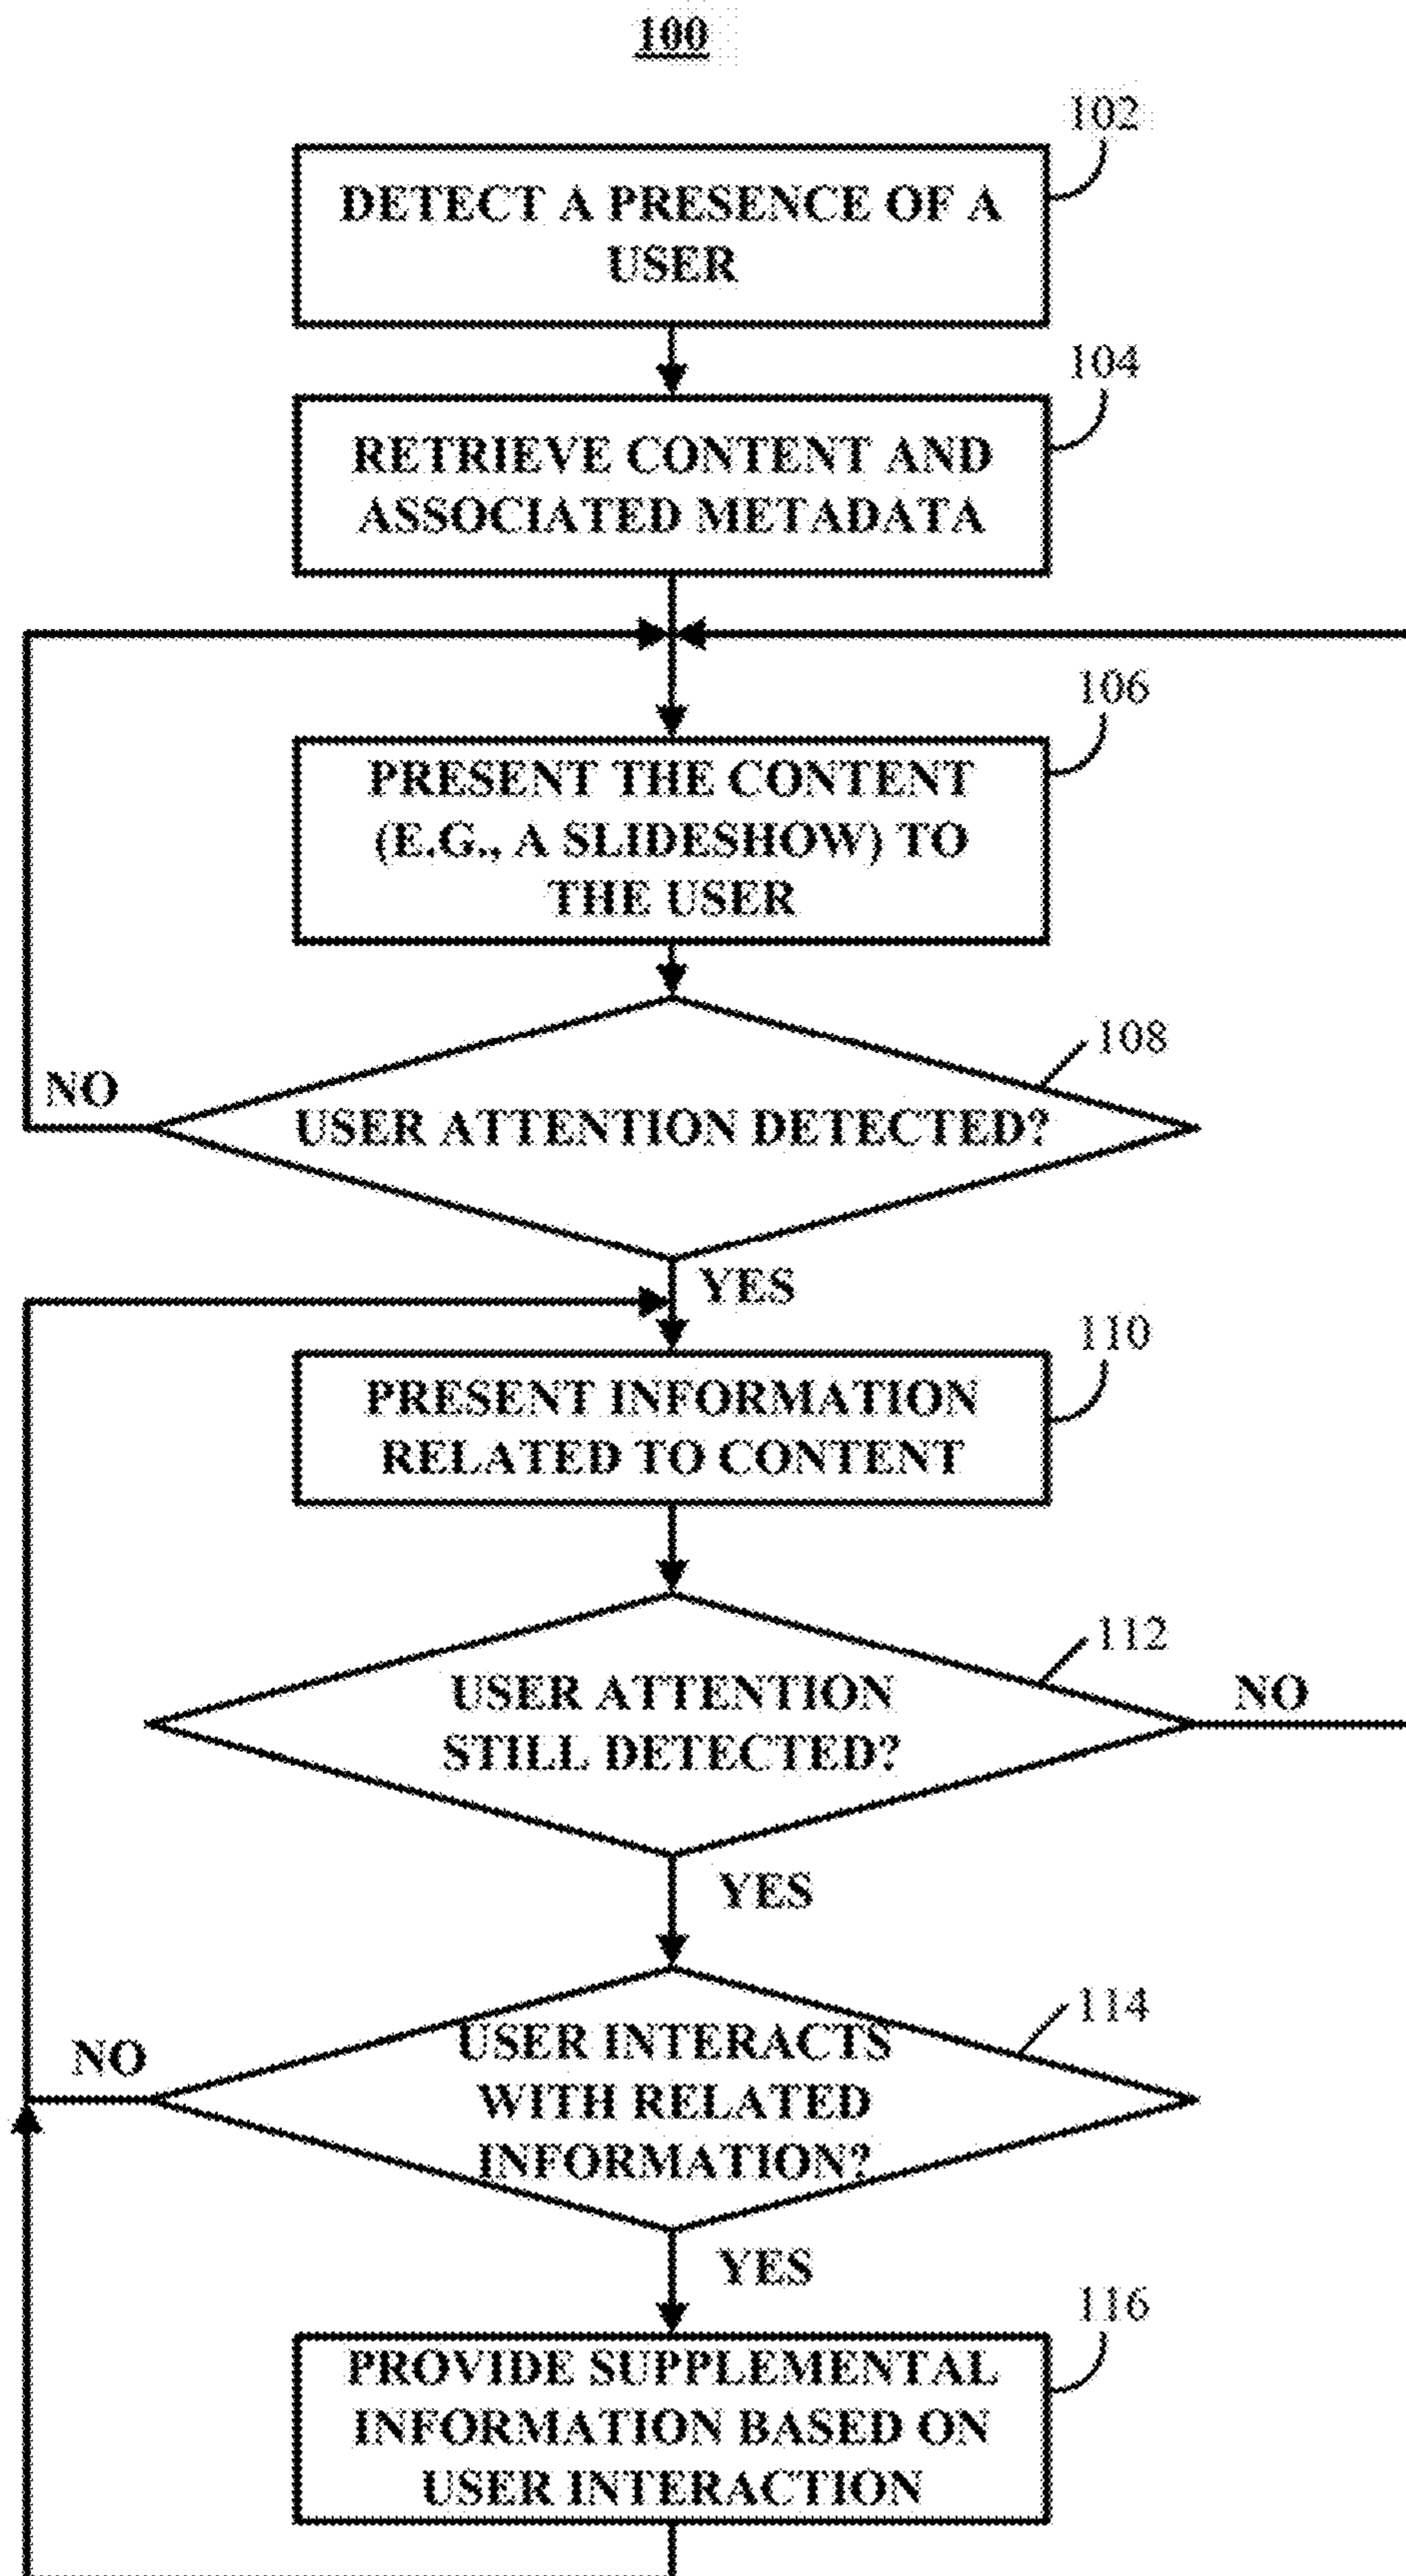 100
102
DETECT A PRESENCE OF A
USER
104
RETRIEVE CONTENT AND
ASSOCIATED METADATA
106
PRESENT THE CONTENT
(E.G., A SLIDESHOW) TO
THE USER
108
NO
USER ATTENTION DETECTED?
YES
110
PRESENT INFORMATION
RELATED TO CONTENT
112
NO
USER ATTENTION
STILL DETECTED?
YES
114
NO
USER INTERACTS
WITH RELATED
INFORMATION?
YES
116
PROVIDE SUPPLEMENTAL
INFORMATION BASED ON
USER INTERACTION